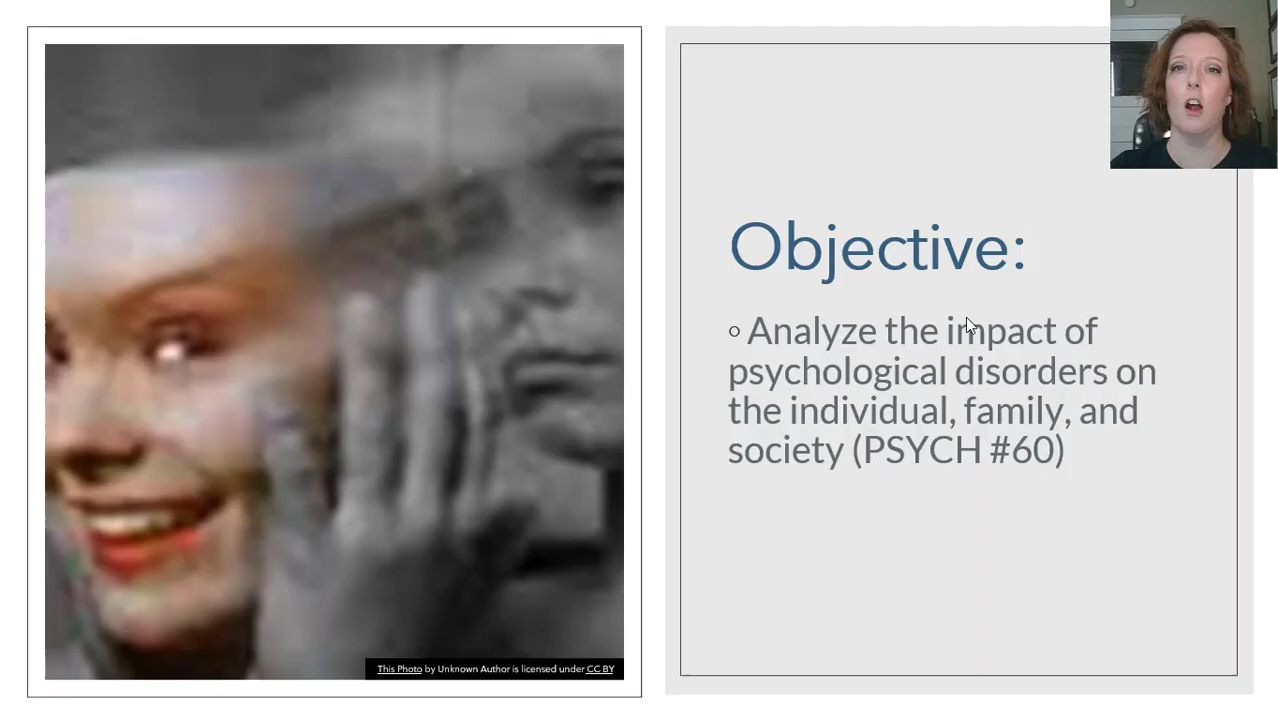 Objective:
Analyze the impact of
psychological disorders on
the individual, family, and
society (PSYCH #60)
This Photo by Unknown Author is licensed under CC BY